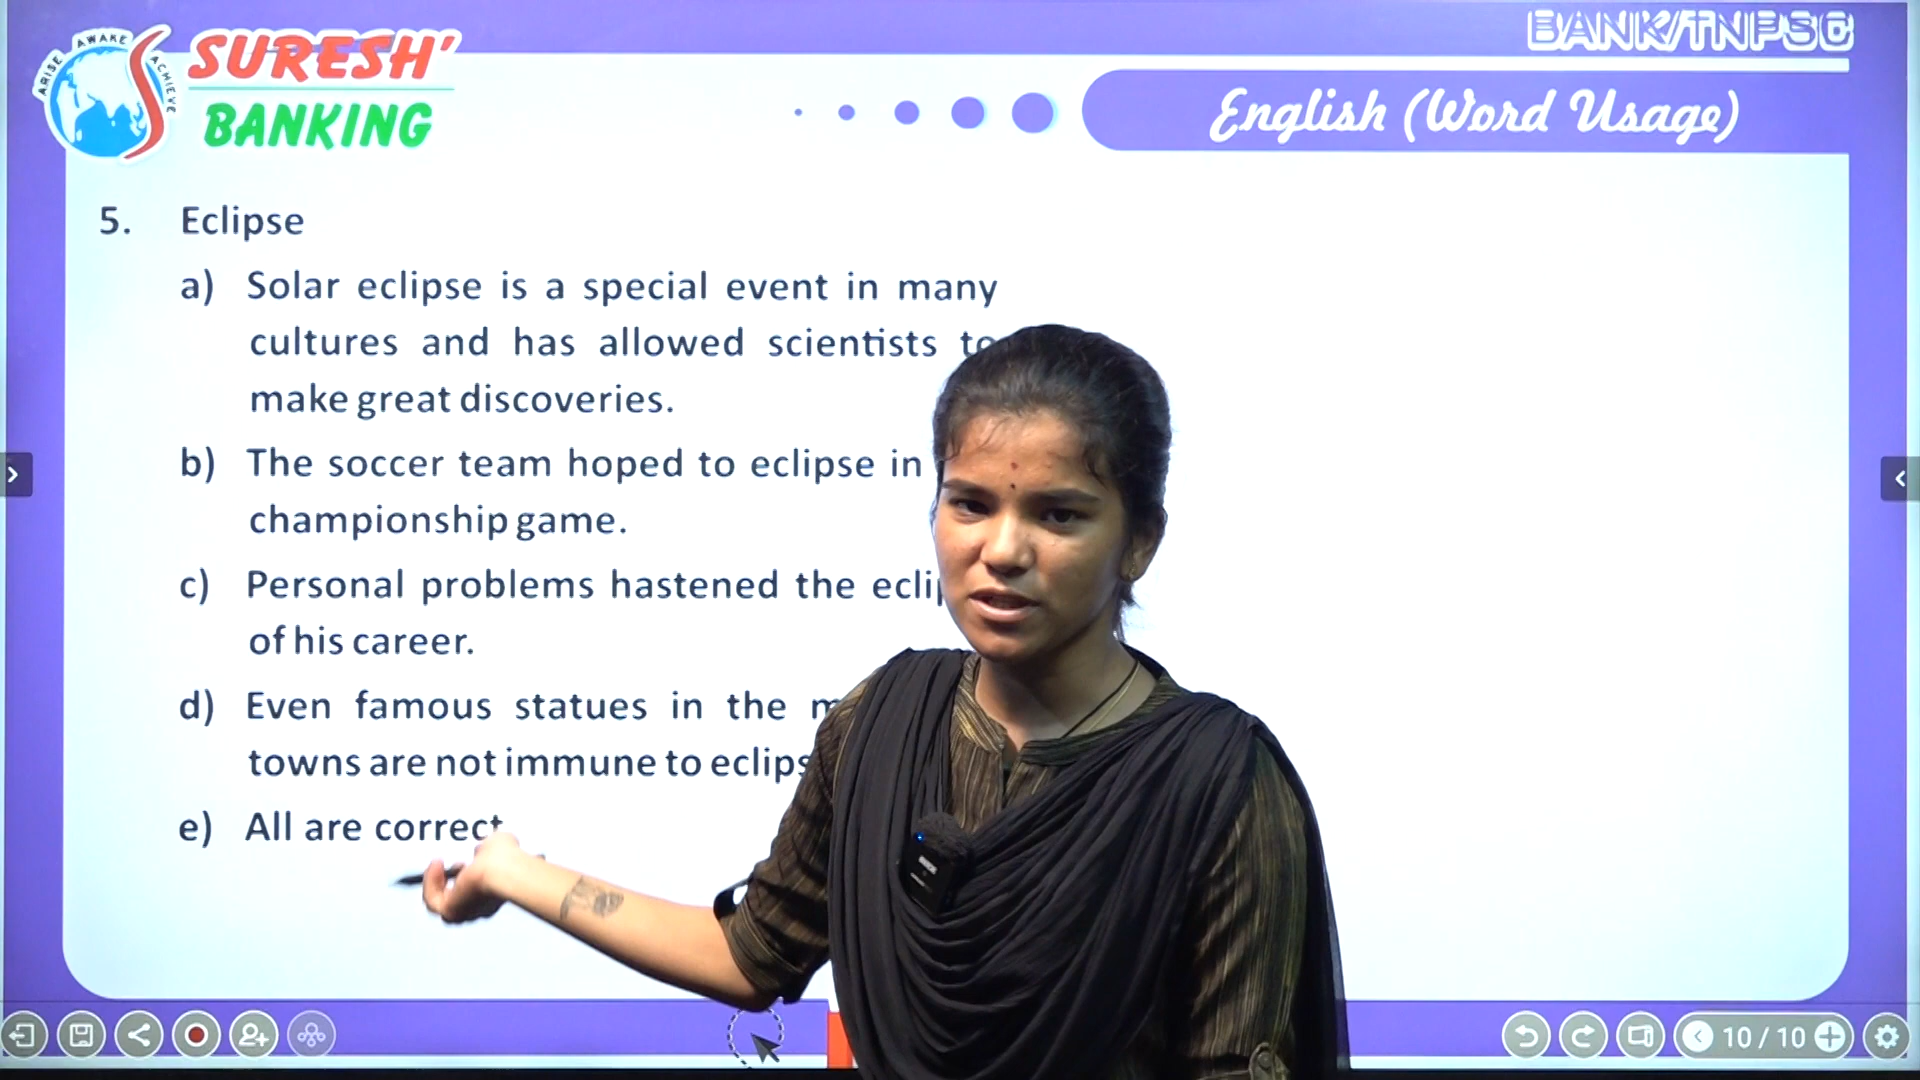 ARISE AWAKE ACHIEVE
SURESH'
BANKING
BANK/TNPSC
English (Word Usage)
5. Eclipse
a) Solar eclipse is a special event in many
cultures and has allowed scientists to
make great discoveries.
b) The soccer team hoped to eclipse in
championship game.
c) Personal problems hastened the
of his career.
d) Even famous statues in the
towns are not immune to
e) All are correct
10 / 10